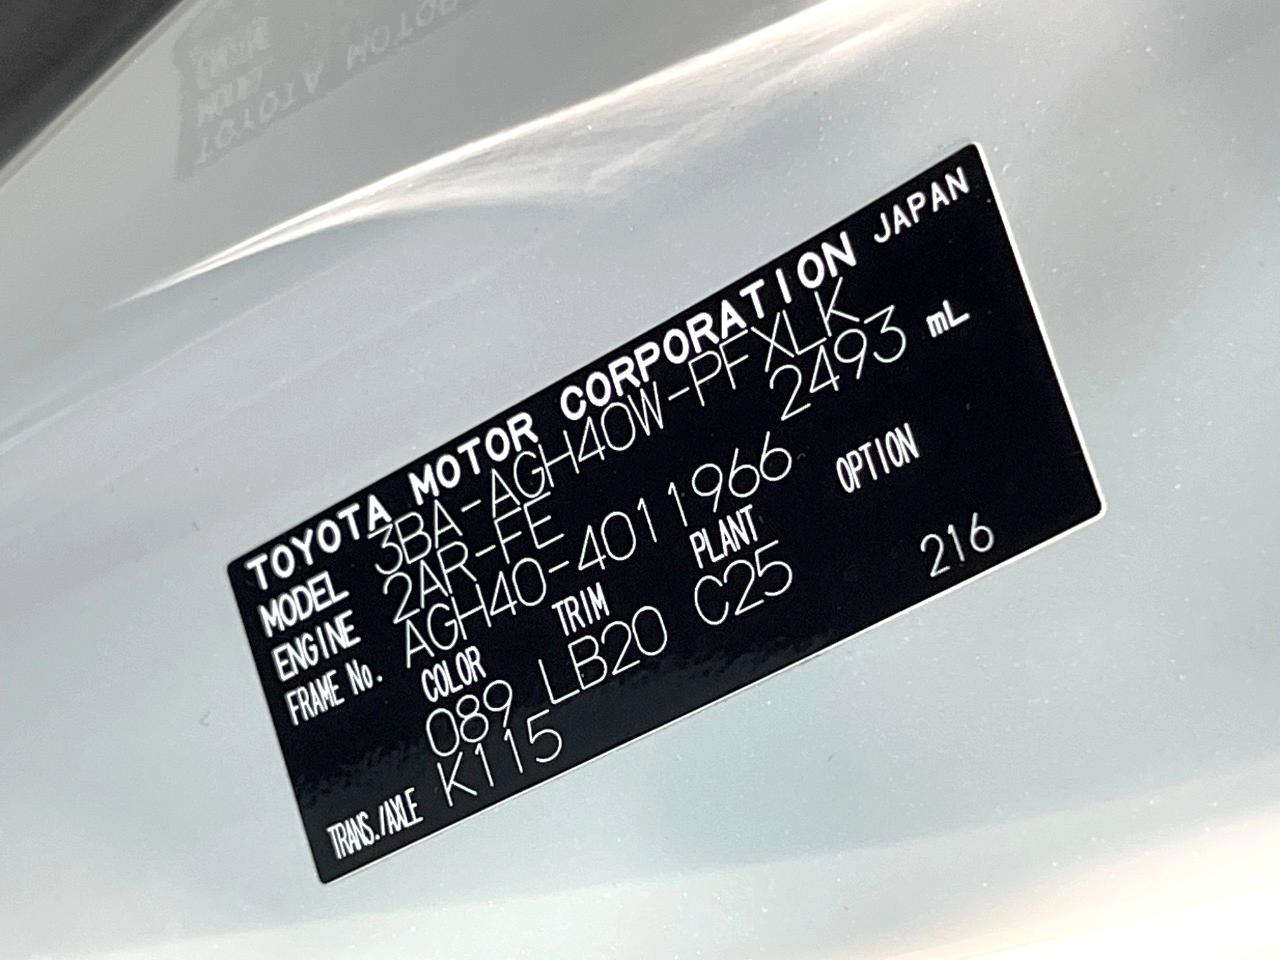 TOYOTA MOTOR CORPORATION JAPAN
MODEL 3BA-AGH40W-PFXLK
ENGINE 2AR-FE 2493 mL
FRAME No. AGH40-4011966
COLOR TRIM PLANT OPTION
089 LB20 C25 216
TRANS./AXLE K115